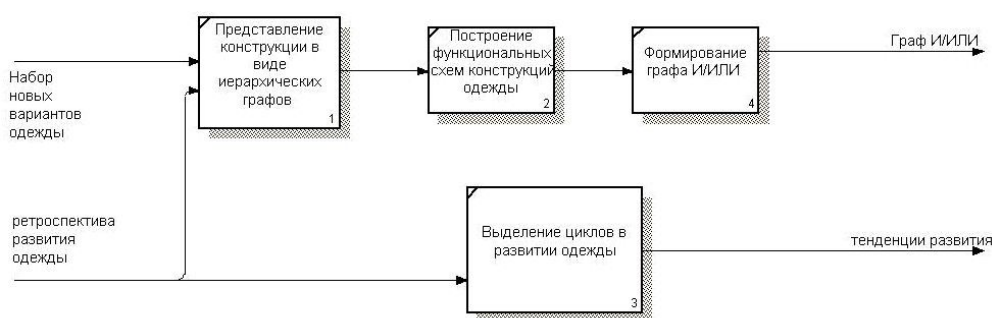 Представление
конструкции в
виде
иерархических
графов
1
Построение
функциональных
схем конструкций
одежды
2
Формирование
графа И/ИЛИ
4
Граф И/ИЛИ
Набор
новых
вариантов
одежды
ретроспектива
развития
одежды
Выделение циклов в
развитии одежды
3
тенденции развития